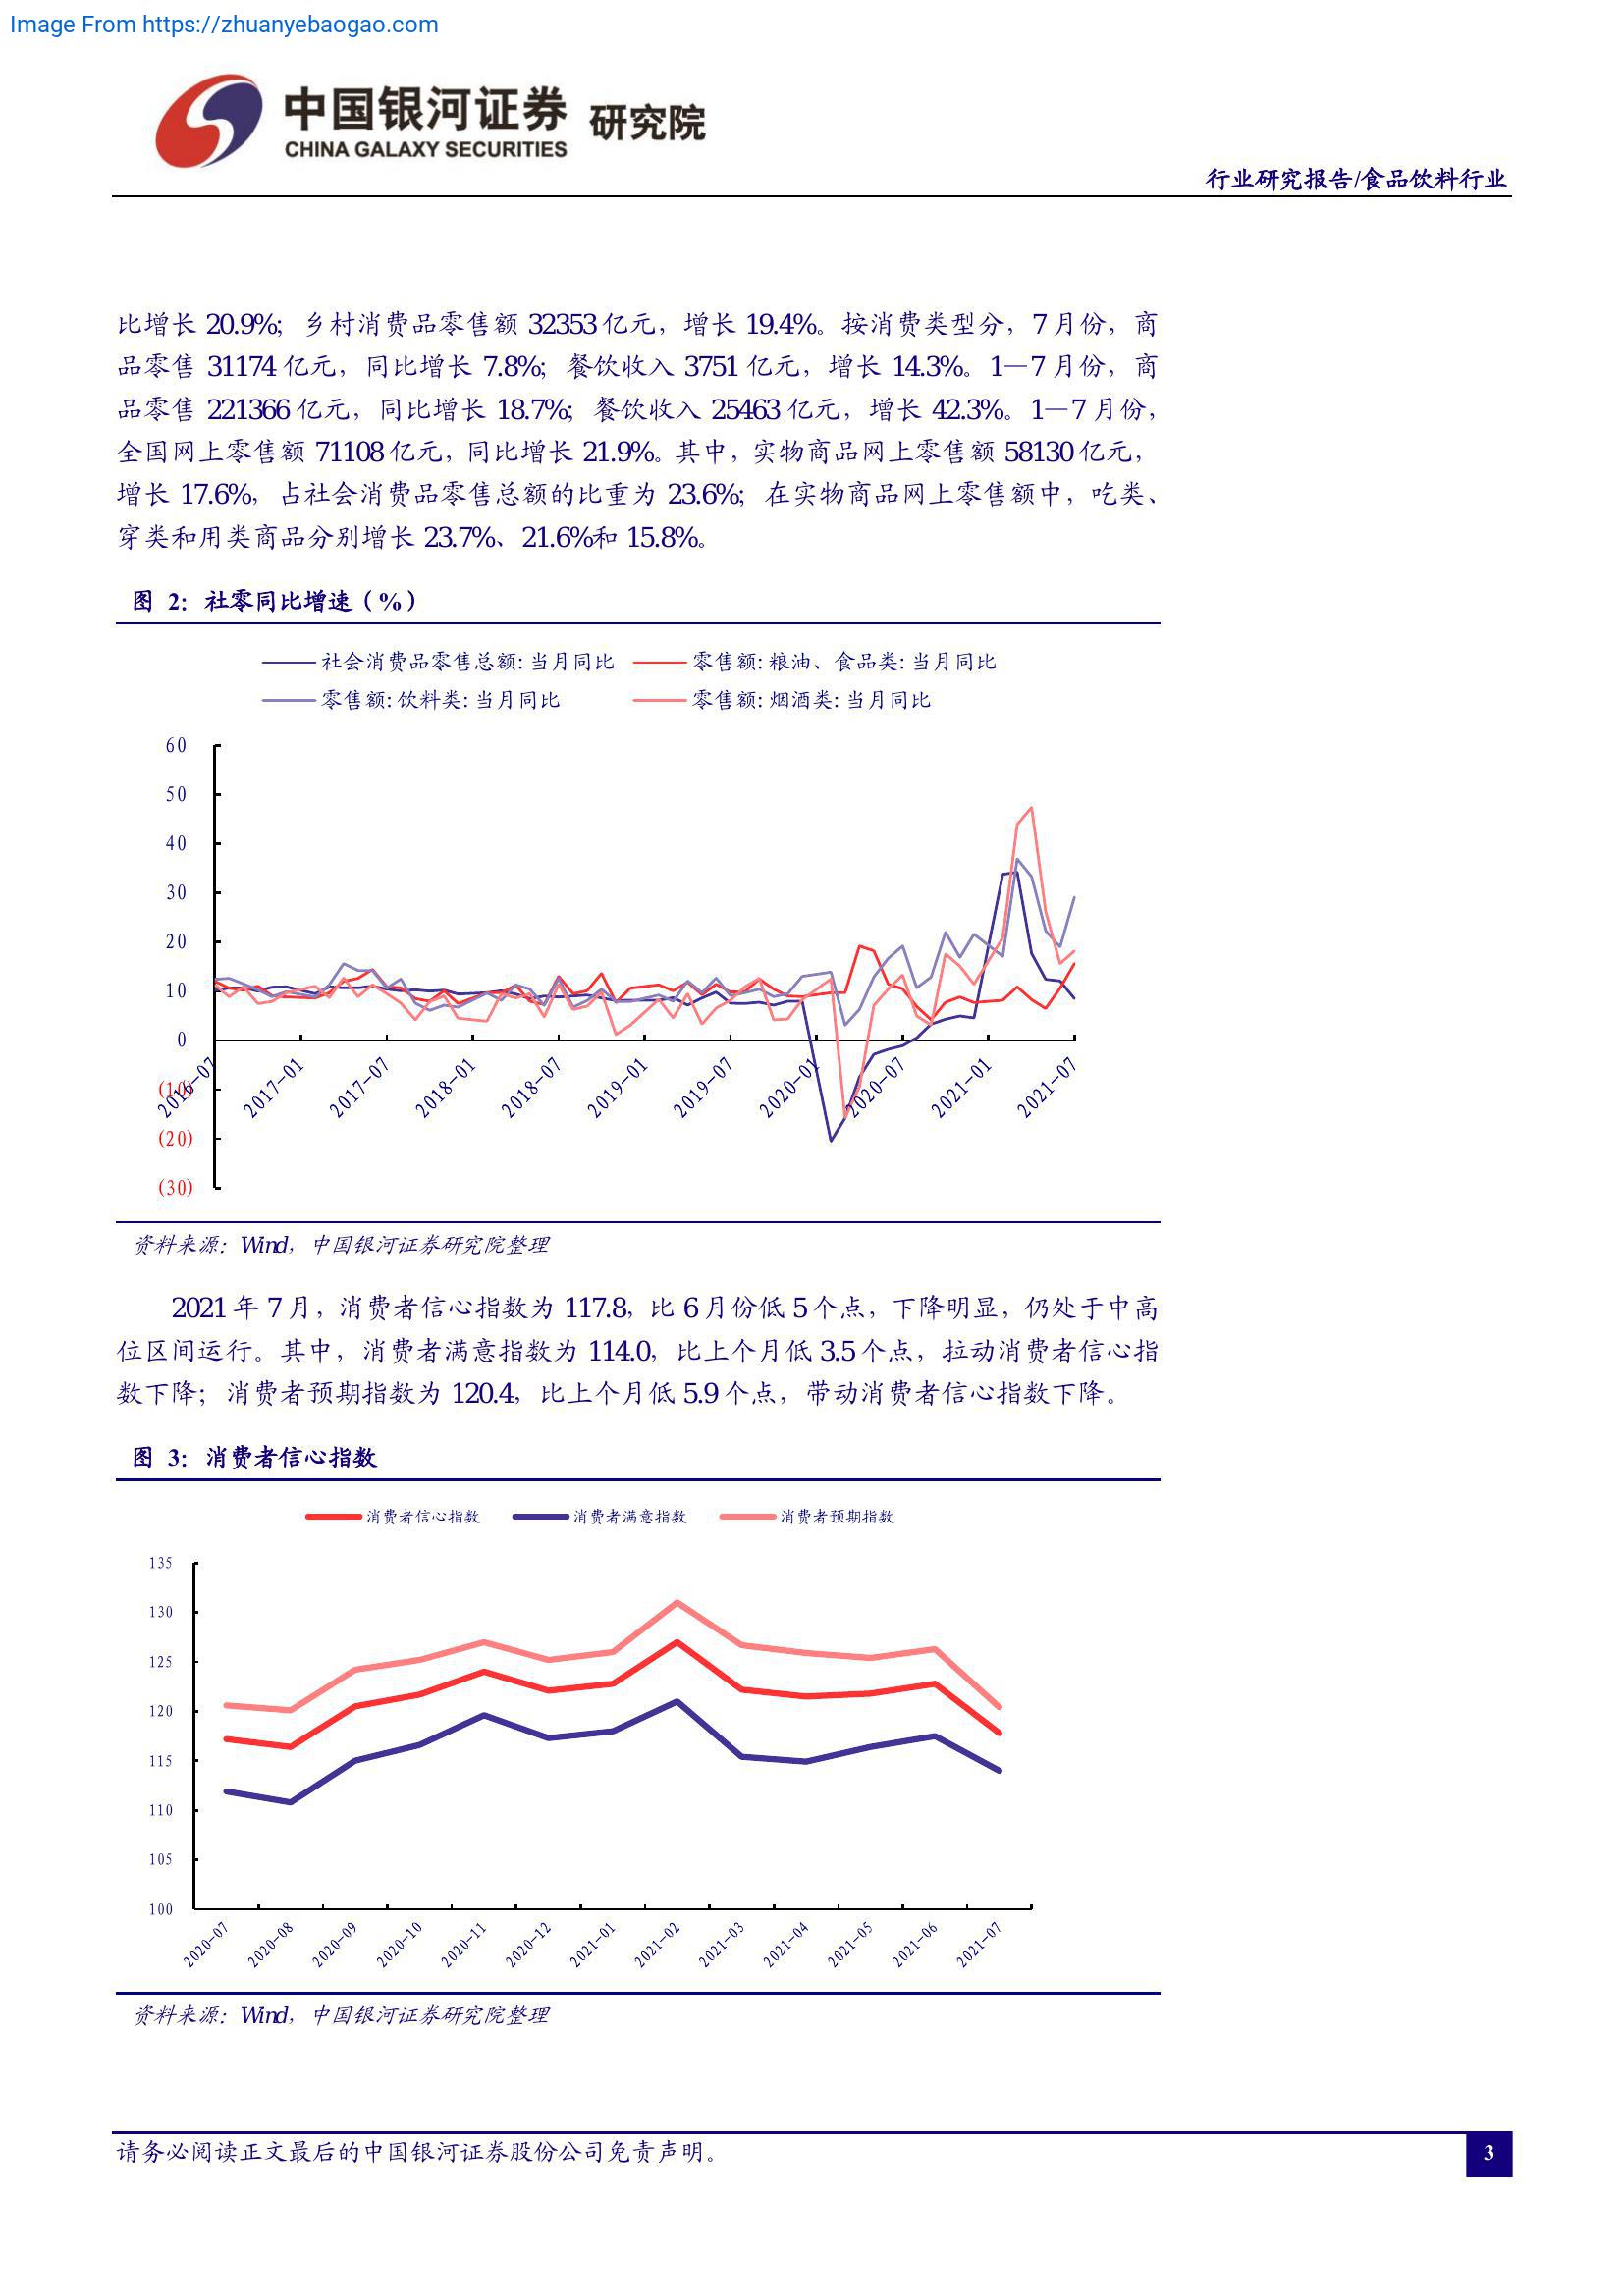 Image From https://zhuanyebaogao.com
中国银河证券 研究院
CHINA GALAXY SECURITIES
行业研究报告/食品饮料行业
比增长 20.9%；乡村消费品零售额 32353 亿元，增长 19.4%。按消费类型分，7 月份，商
品零售 31174 亿元，同比增长 7.8%；餐饮收入 3751 亿元，增长 14.3%。1—7 月份，商
品零售 221366 亿元，同比增长 18.7%；餐饮收入 25463 亿元，增长 42.3%。1—7 月份，
全国网上零售额 71108 亿元，同比增长 21.9%。其中，实物商品网上零售额 58130 亿元，
增长 17.6%，占社会消费品零售总额的比重为 23.6%；在实物商品网上零售额中，吃类、
穿类和用类商品分别增长 23.7%、21.6%和 15.8%。
图 2：社零同比增速（%）
社会消费品零售总额:当月同比 零售额:粮油、食品类:当月同比
零售额:饮料类:当月同比 零售额:烟酒类:当月同比
60
50
40
30
20
10
0
(10)
(20)
(30)
2016-07 2017-01 2017-07 2018-01 2018-07 2019-01 2019-07 2020-01 2020-07 2021-01 2021-07
资料来源：Wind，中国银河证券研究院整理
2021 年 7 月，消费者信心指数为 117.8，比 6 月份低 5 个点，下降明显，仍处于中高
位区间运行。其中，消费者满意指数为 114.0，比上个月低 3.5 个点，拉动消费者信心指
数下降；消费者预期指数为 120.4，比上个月低 5.9 个点，带动消费者信心指数下降。
图 3：消费者信心指数
消费者信心指数 消费者满意指数 消费者预期指数
135
130
125
120
115
110
105
100
2020-07 2020-08 2020-09 2020-10 2020-11 2020-12 2021-01 2021-02 2021-03 2021-04 2021-05 2021-06 2021-07
资料来源：Wind，中国银河证券研究院整理
请务必阅读正文最后的中国银河证券股份公司免责声明。
3